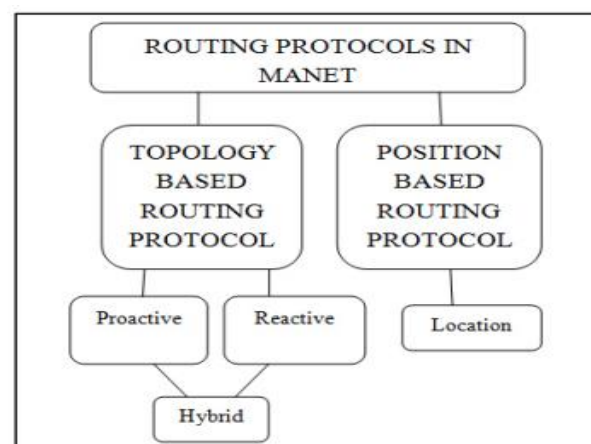 ROUTING PROTOCOLS IN
MANET
TOPOLOGY
BASED
ROUTING
PROTOCOL
POSITION
BASED
ROUTING
PROTOCOL
Proactive
Reactive
Location
Hybrid